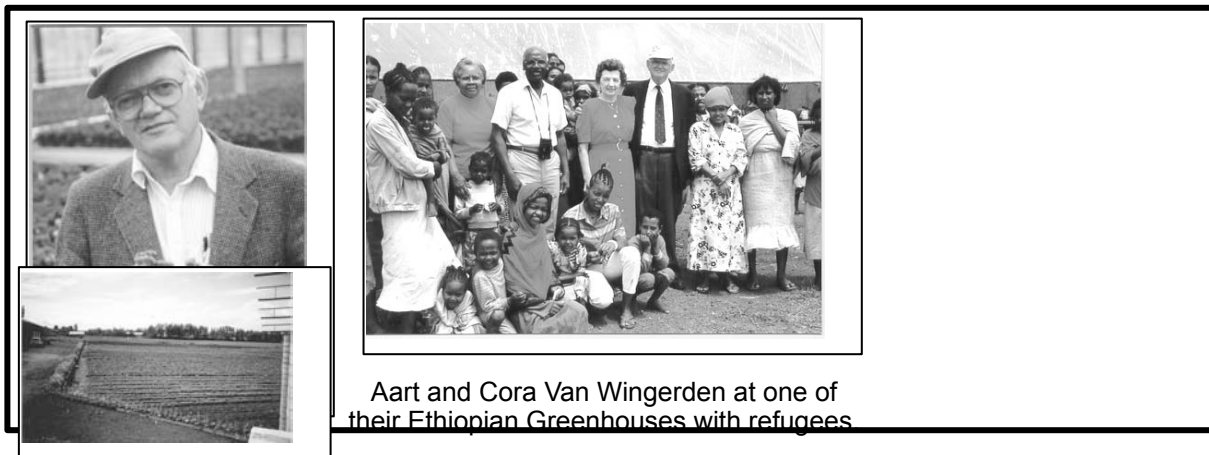 Aart and Cora Van Wingerden at one of
their Ethiopian Greenhouses with refugees